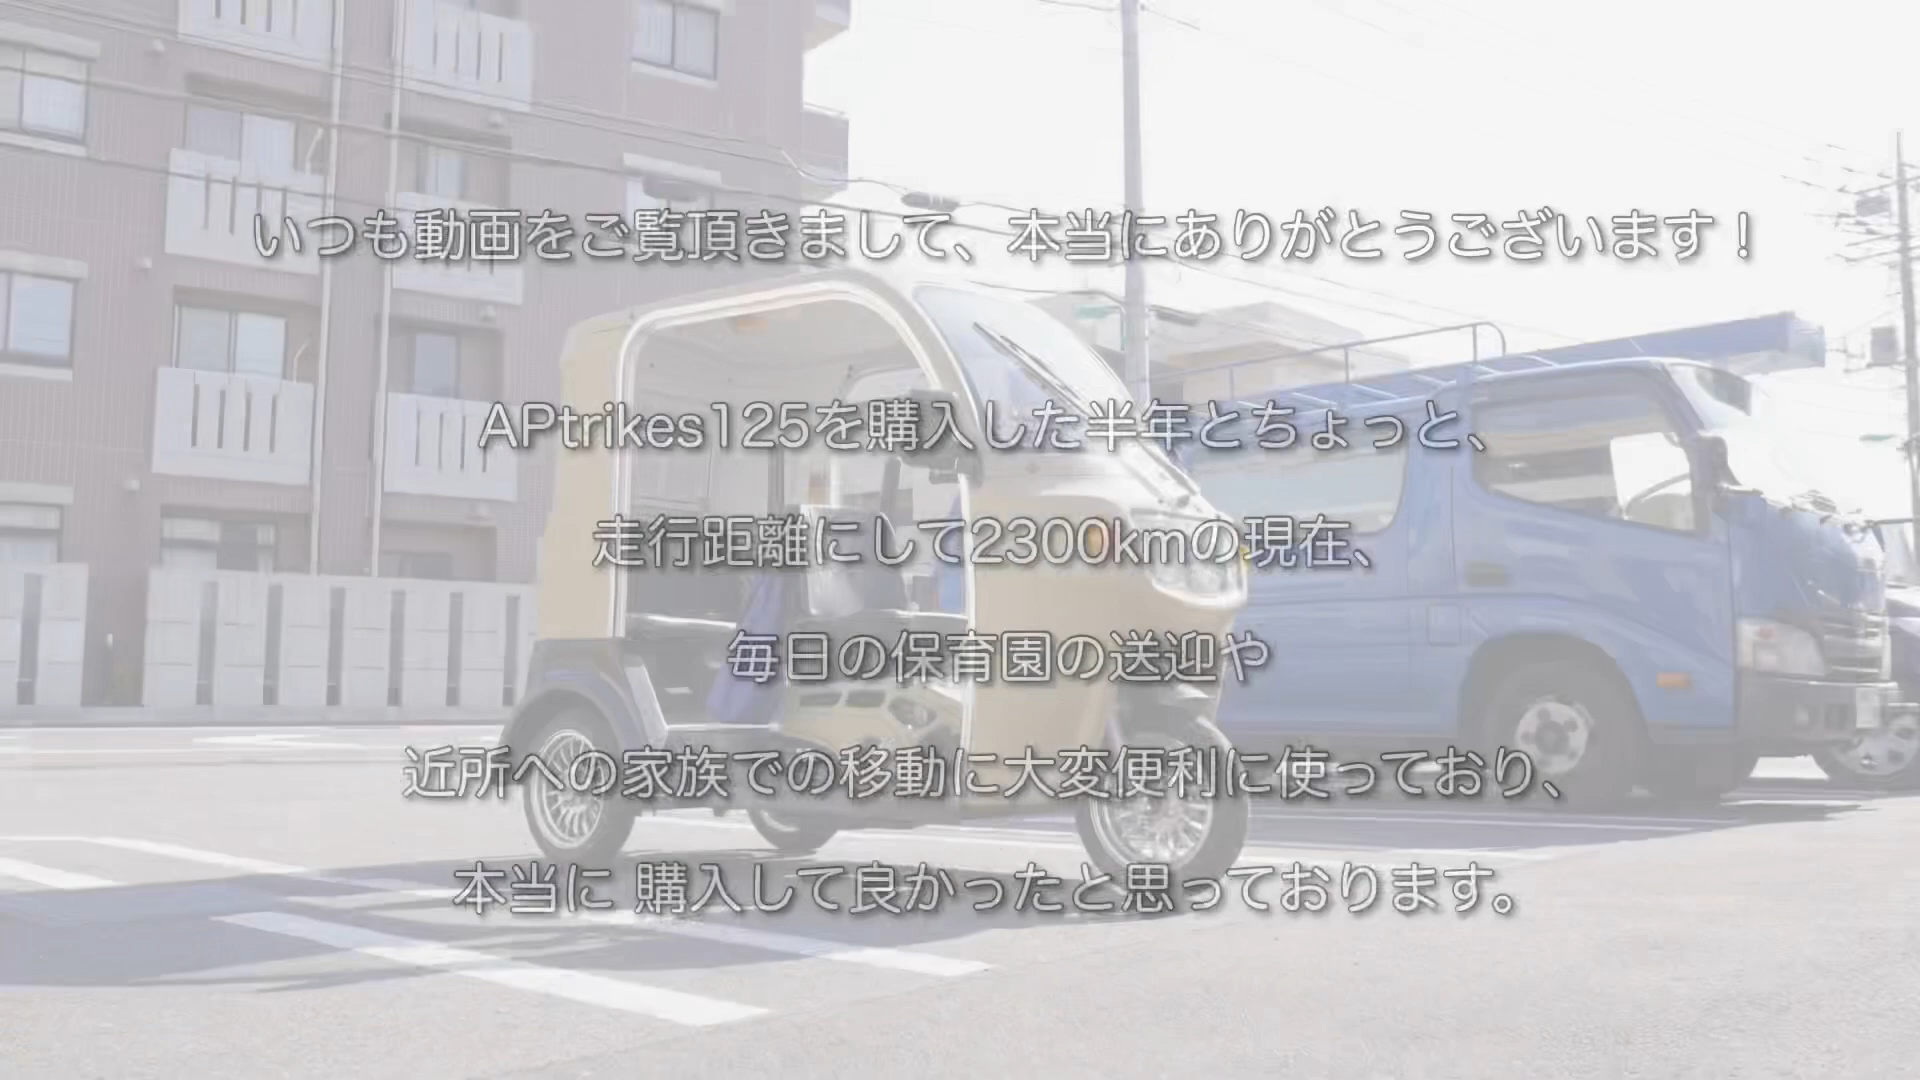 いつも動画をご覧頂きまして、本当にありがとうございます！
APtrikes125を購入した半年とちょっと、
走行距離にして2300kmの現在、
毎日の保育園の送迎や
近所への家族での移動に大変便利に使っており、
本当に 購入して良かったと思っております。